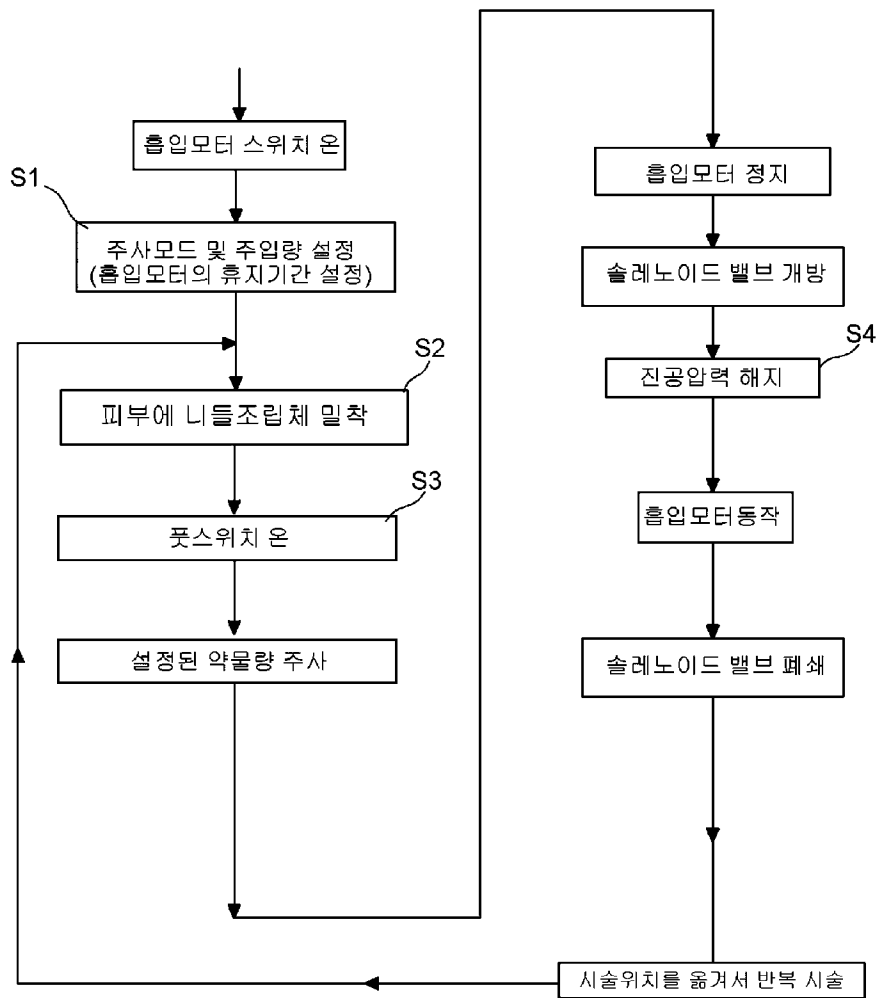 흡입모터 스위치 온
S1
주사모드 및 주입량 설정
(흡입모터의 휴지기간 설정)
S2
피부에 니들조립체 밀착
S3
풋스위치 온
설정된 약물량 주사
흡입모터 정지
솔레노이드 밸브 개방
S4
진공압력 해지
흡입모터동작
솔레노이드 밸브 폐쇄
시술위치를 옮겨서 반복 시술